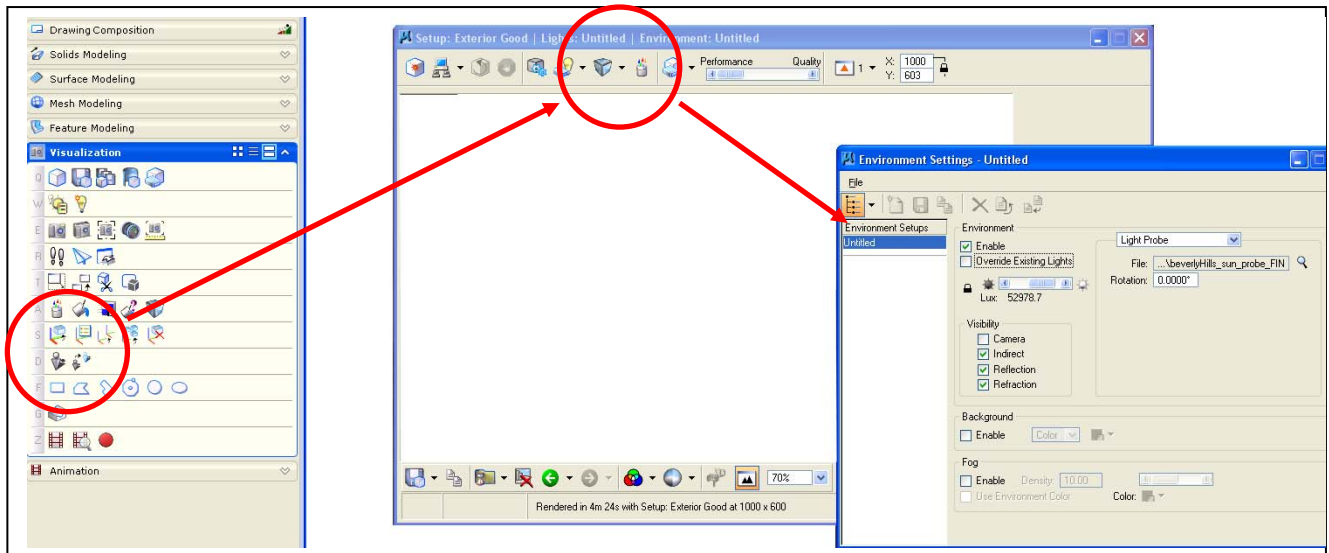 Drawing Composition
Solids Modeling
Surface Modeling
Mesh Modeling
Feature Modeling
Visualization
Q
W
E
R
T
A
S
D
F
G
Z
Animation
Setup: Exterior Good | Lights: Untitled | Environment: Untitled
Performance Quality
1
X: 1000
Y: 603
70%
Rendered in 4m 24s with Setup: Exterior Good at 1000 x 600
Environment Settings - Untitled
File
Environment Setups
Untitled
Environment
Enable
Override Existing Lights
Lux: 52978.7
Visibility
Camera
Indirect
Reflection
Refraction
Light Probe
File: ...\beverlyHills_sun_probe_FIN
Rotation: 0.0000°
Background
Enable Color
Fog
Enable Density: 10.00
Use Environment Color Color: